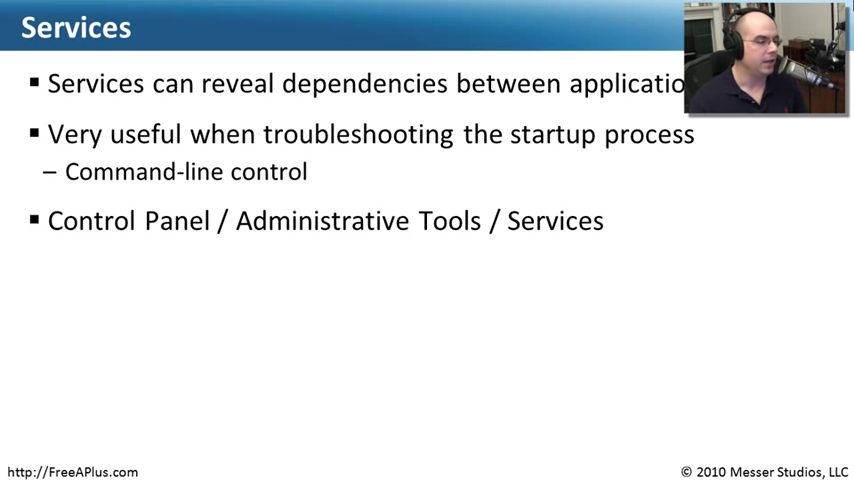 Services
▪ Services can reveal dependencies between applicatio
▪ Very useful when troubleshooting the startup process
– Command-line control
▪ Control Panel / Administrative Tools / Services
http://FreeAPlus.com
© 2010 Messer Studios, LLC